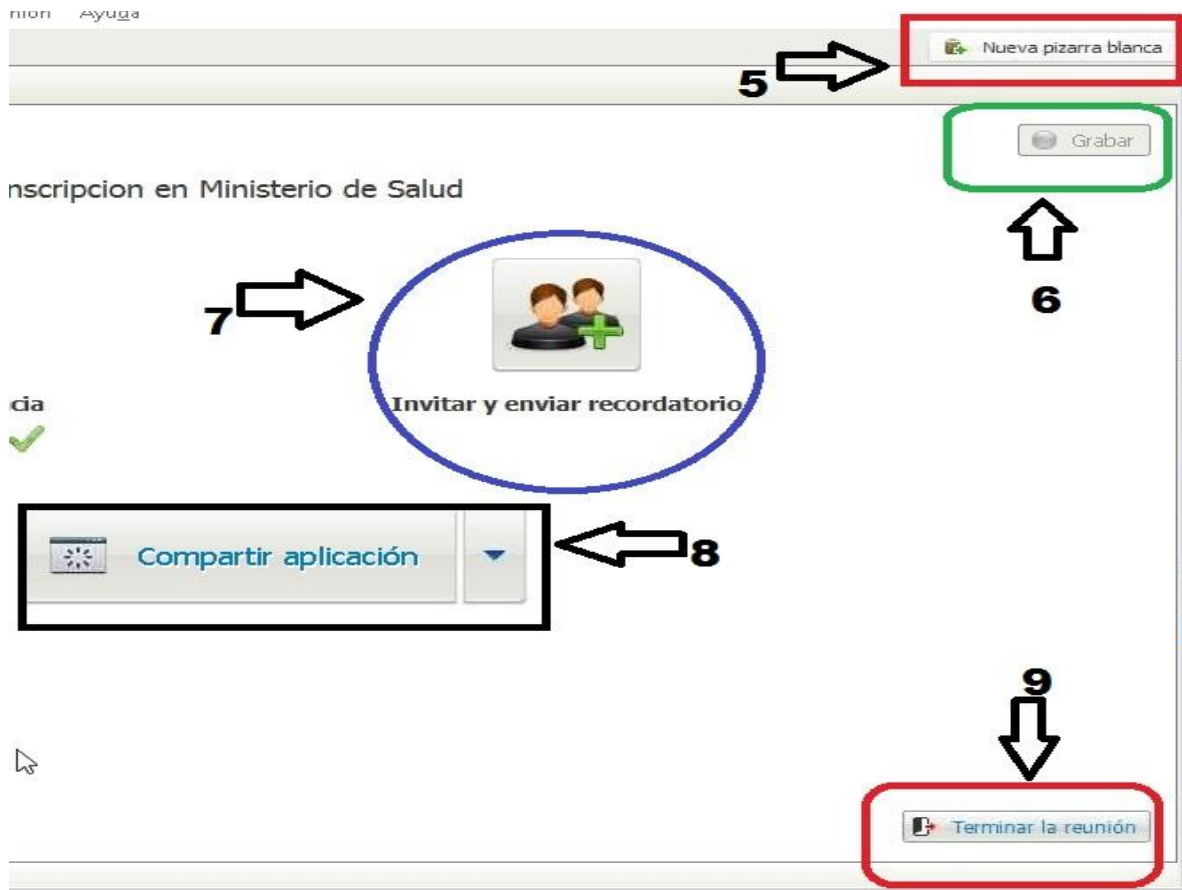 Ayuda
Nueva pizarra blanca
5
Grabar
nscripcion en Ministerio de Salud
6
7
cia
Invitar y enviar recordatorio
Compartir aplicación
8
9
Terminar la reunión